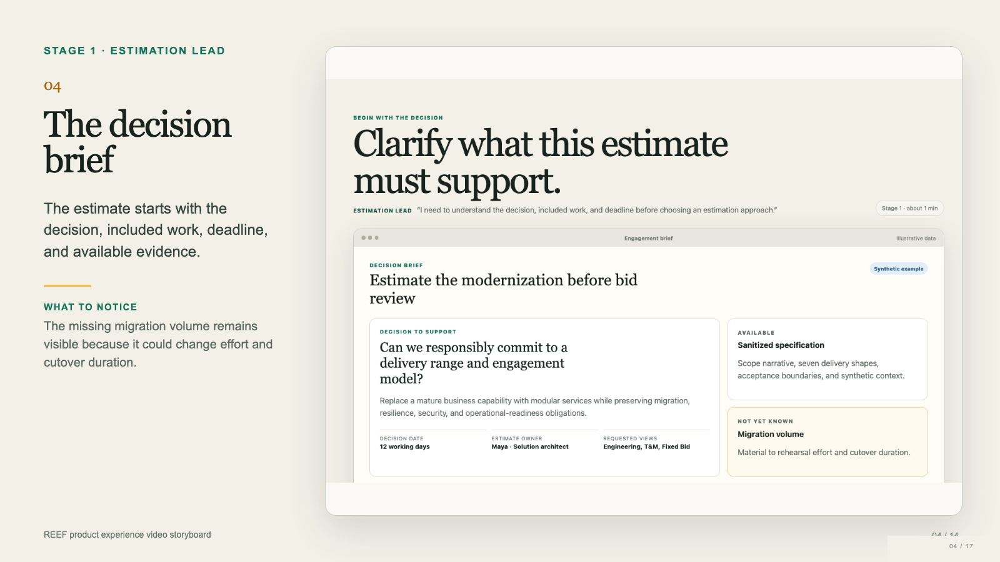 STAGE 1 · ESTIMATION LEAD
04
The decision
brief
The estimate starts with the
decision, included work, deadline,
and available evidence.
WHAT TO NOTICE
The missing migration volume remains
visible because it could change effort and
cutover duration.
BEGIN WITH THE DECISION
Clarify what this estimate
must support.
ESTIMATION LEAD “I need to understand the decision, included work, and deadline before choosing an estimation approach.”
Stage 1 · about 1 min
Engagement brief
Illustrative data
DECISION BRIEF
Synthetic example
Estimate the modernization before bid
review
DECISION TO SUPPORT
Can we responsibly commit to a
delivery range and engagement
model?
Replace a mature business capability with modular services while preserving migration,
resilience, security, and operational-readiness obligations.
DECISION DATE
12 working days
ESTIMATE OWNER
Maya · Solution architect
REQUESTED VIEWS
Engineering, T&M, Fixed Bid
AVAILABLE
Sanitized specification
Scope narrative, seven delivery shapes,
acceptance boundaries, and synthetic context.
NOT YET KNOWN
Migration volume
Material to rehearsal effort and cutover duration.
REEF product experience video storyboard
04 / 14
04 / 17